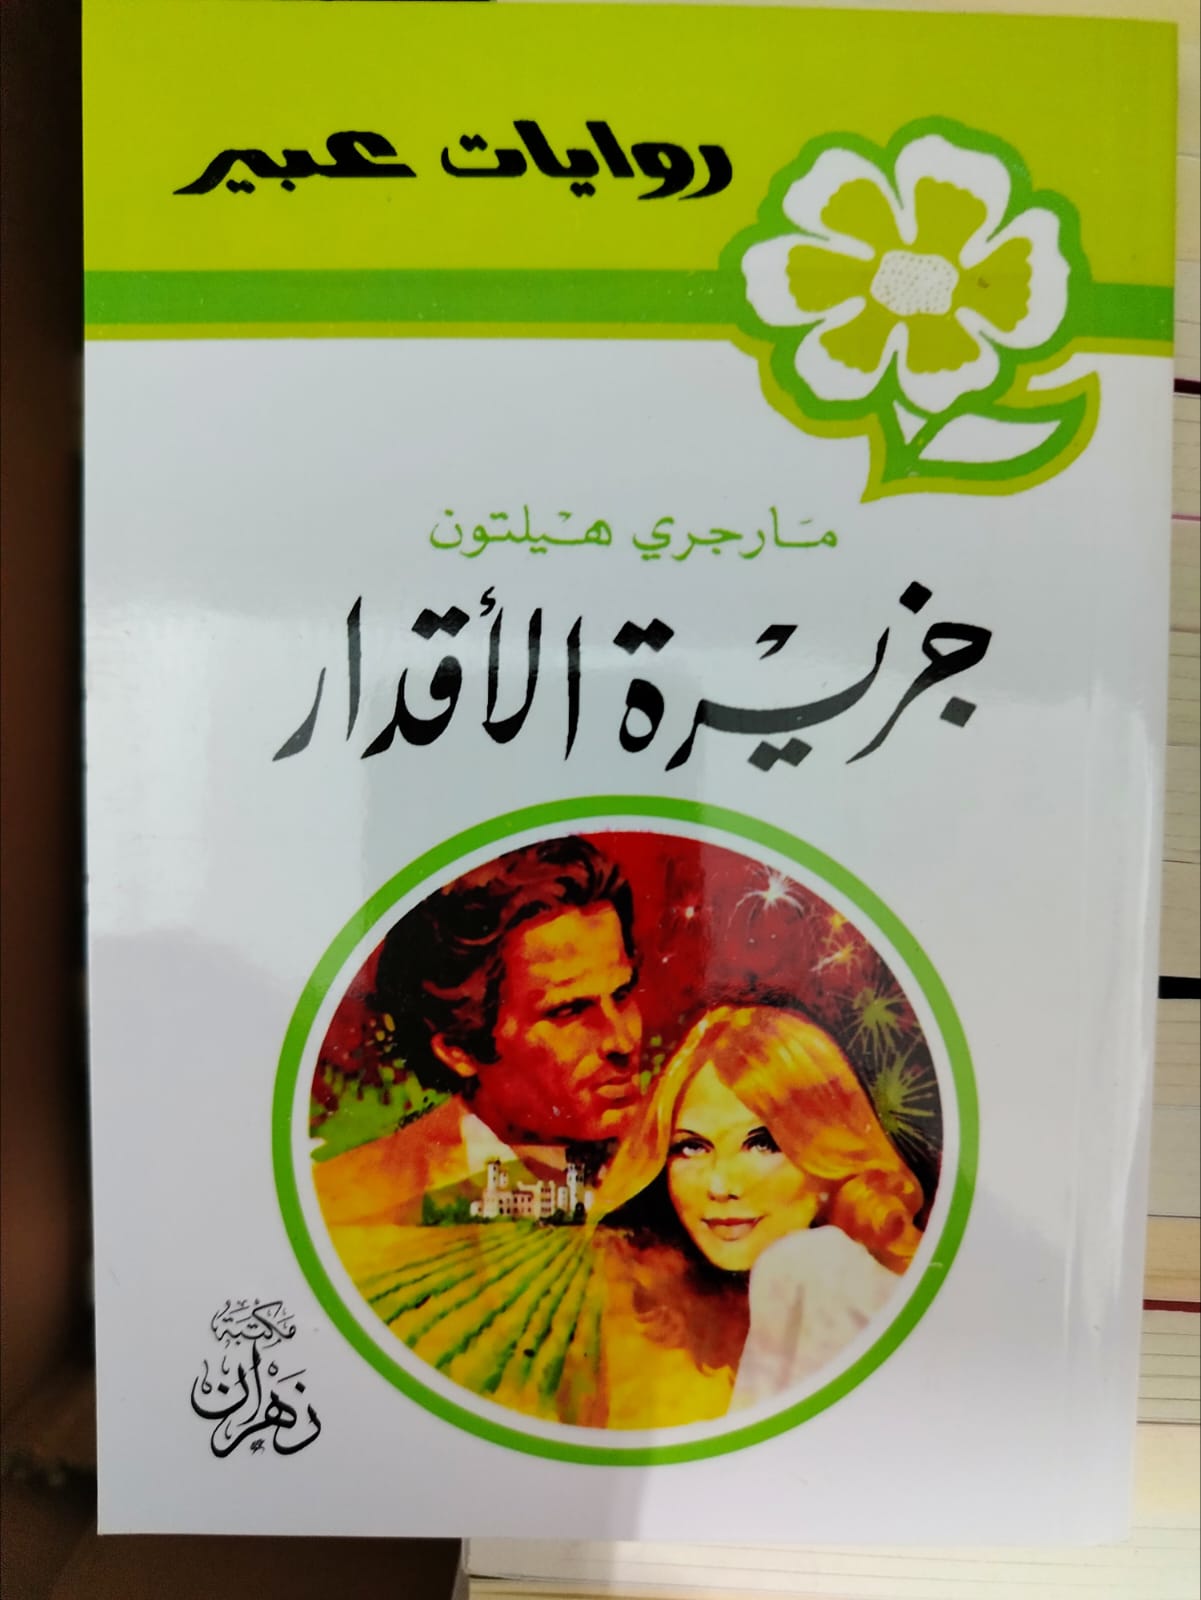 روايات عبير
مارجري هيلتون
جزيرة الأقدار
مكتبة
زهران